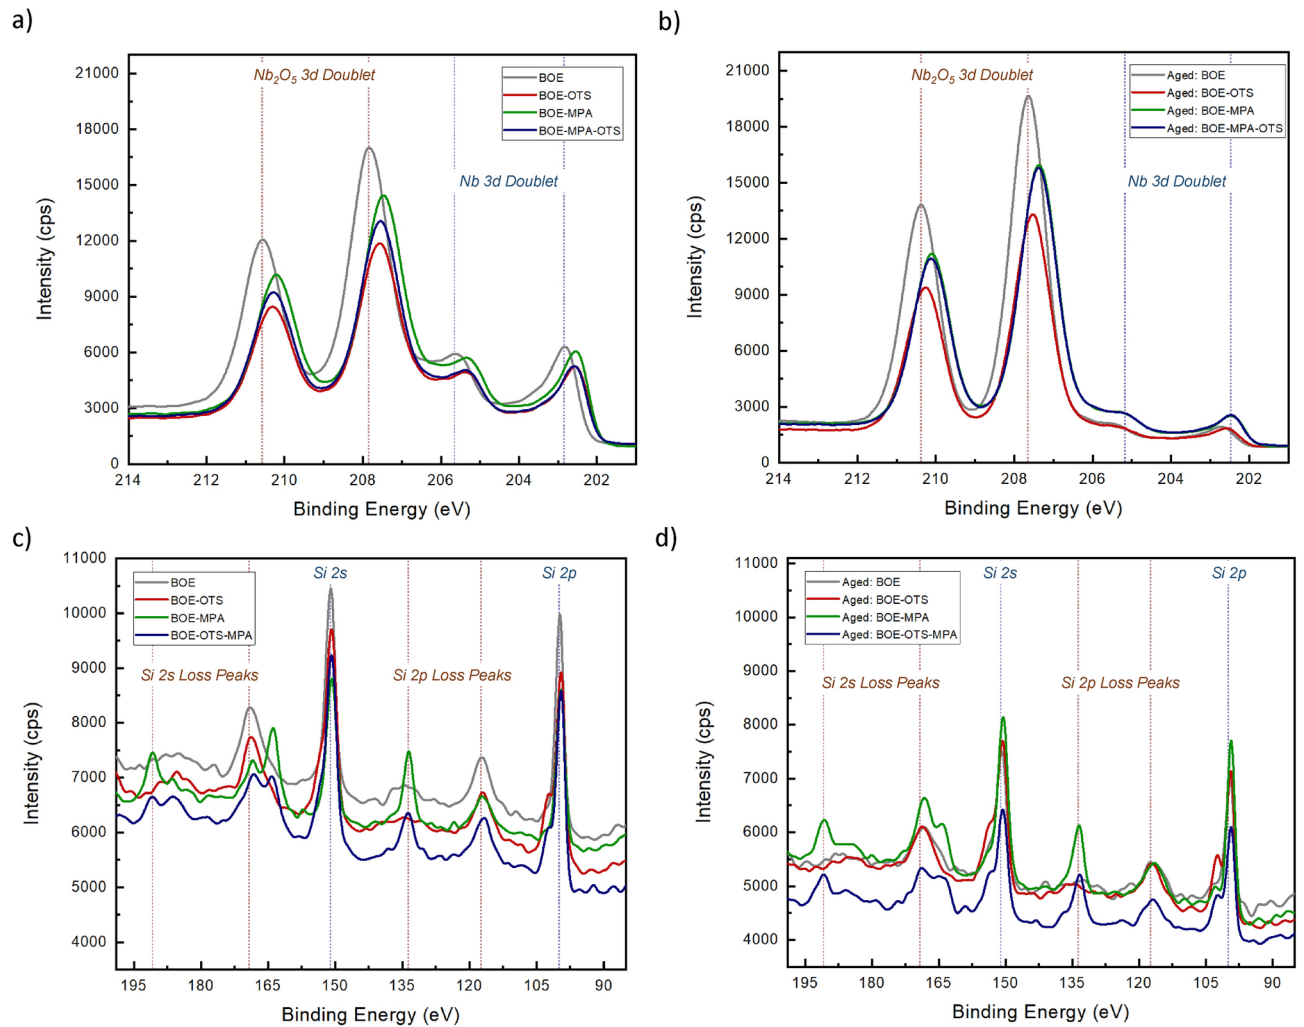 a)
Nb₂O₅ 3d Doublet
Nb 3d Doublet
BOE
BOE-OTS
BOE-MPA
BOE-MPA-OTS
21000
18000
15000
12000
9000
6000
3000
0
Intensity (cps)
214 212 210 208 206 204 202
Binding Energy (eV)
b)
Nb₂O₅ 3d Doublet
Nb 3d Doublet
Aged: BOE
Aged: BOE-OTS
Aged: BOE-MPA
Aged: BOE-MPA-OTS
21000
18000
15000
12000
9000
6000
3000
0
Intensity (cps)
214 212 210 208 206 204 202
Binding Energy (eV)
c)
BOE
BOE-OTS
BOE-MPA
BOE-OTS-MPA
Si 2s
Si 2p
Si 2s Loss Peaks
Si 2p Loss Peaks
11000
10000
9000
8000
7000
6000
5000
4000
Intensity (cps)
195 180 165 150 135 120 105 90
Binding Energy (eV)
d)
Aged: BOE
Aged: BOE-OTS
Aged: BOE-MPA
Aged: BOE-OTS-MPA
Si 2s
Si 2p
Si 2s Loss Peaks
Si 2p Loss Peaks
11000
10000
9000
8000
7000
6000
5000
4000
Intensity (cps)
195 180 165 150 135 120 105 90
Binding Energy (eV)